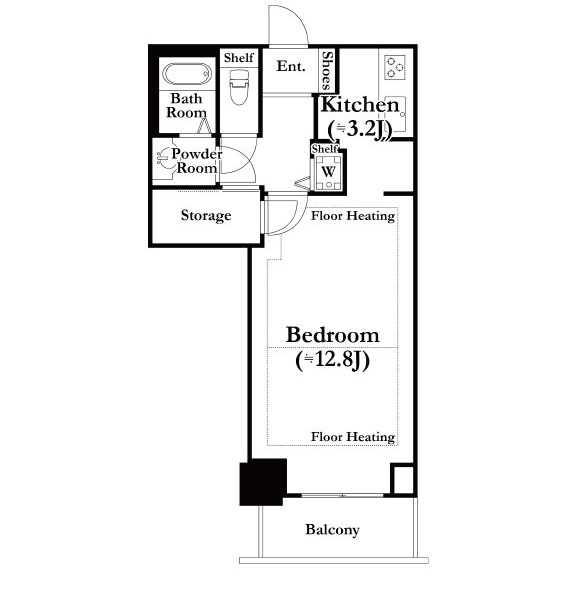 Shelf
Ent.
Shoes
Bath
Room
Kitchen
(≒3.2J)
Powder
Room
Shelf
W
Storage
Floor Heating
Bedroom
(≒12.8J)
Floor Heating
Balcony